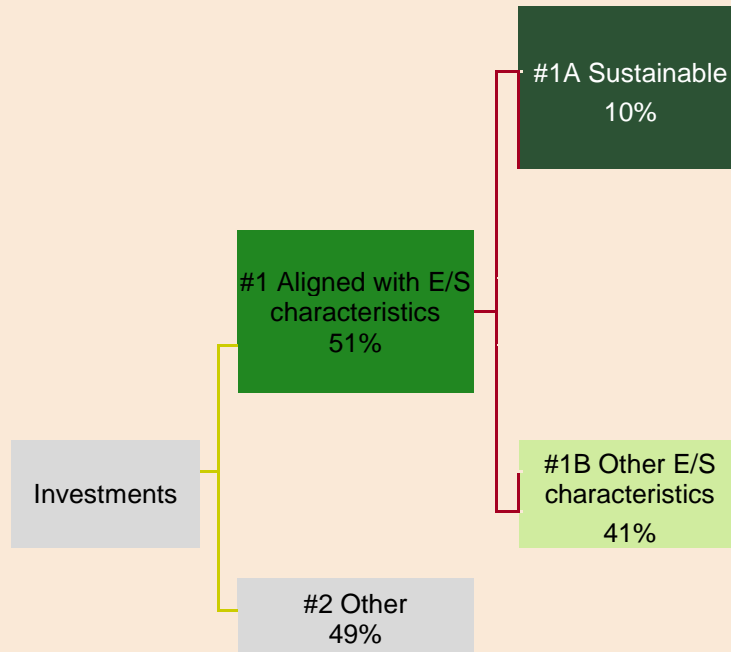 #1A Sustainable
10%
#1 Aligned with E/S
characteristics
51%
Investments
#1B Other E/S
characteristics
41%
#2 Other
49%